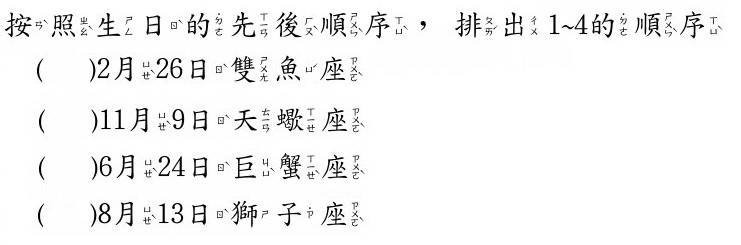 按照生日的先後順序，排出1~4的順序
(　　)2月26日雙魚座
(　　)11月9日天蠍座
(　　)6月24日巨蟹座
(　　)8月13日獅子座